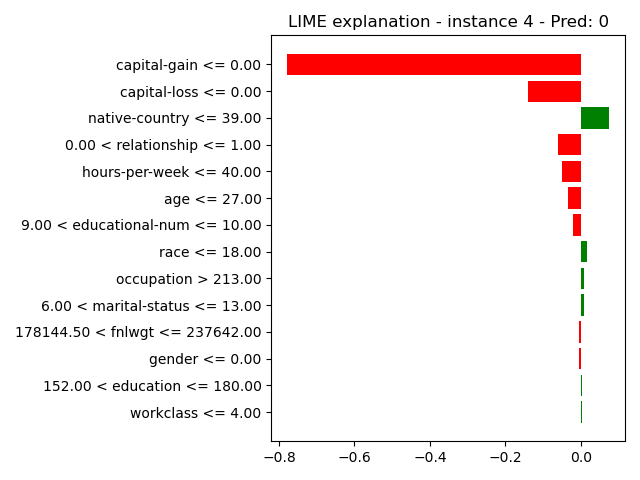 LIME explanation - instance 4 - Pred: 0
capital-gain <= 0.00
capital-loss <= 0.00
native-country <= 39.00
0.00 < relationship <= 1.00
hours-per-week <= 40.00
age <= 27.00
9.00 < educational-num <= 10.00
race <= 18.00
occupation > 213.00
6.00 < marital-status <= 13.00
178144.50 < fnlwgt <= 237642.00
gender <= 0.00
152.00 < education <= 180.00
workclass <= 4.00
−0.8 −0.6 −0.4 −0.2 0.0